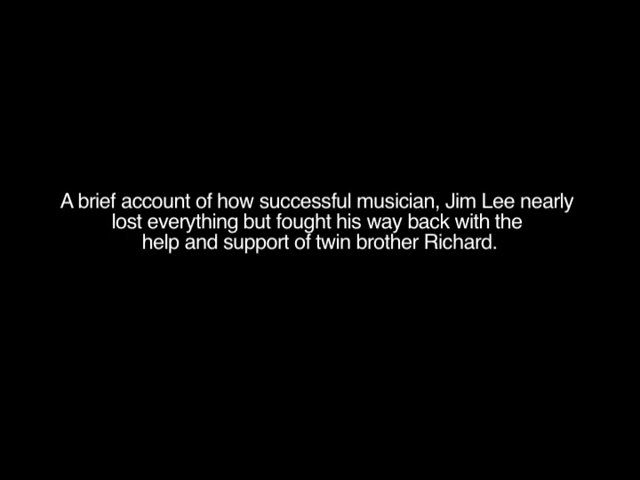 A brief account of how successful musician, Jim Lee nearly
lost everything but fought his way back with the
help and support of twin brother Richard.